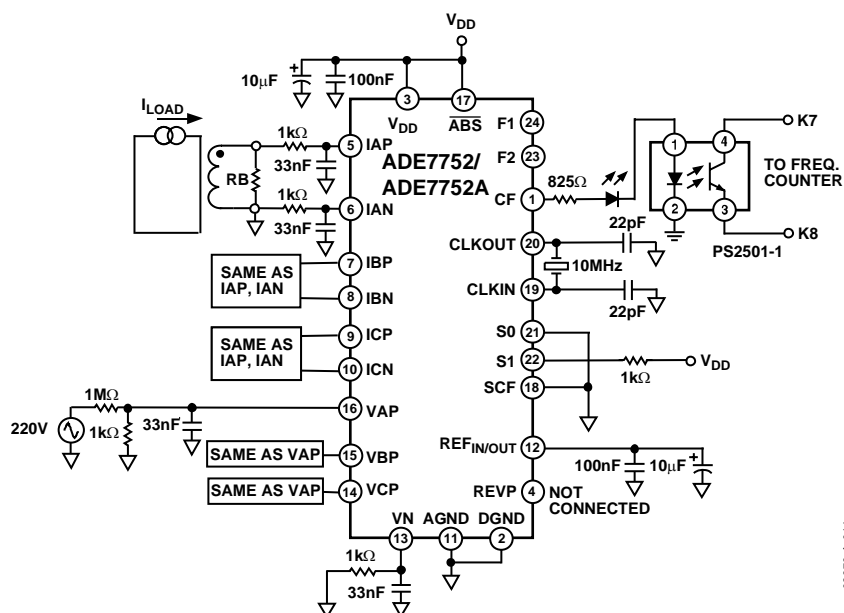 VDD
10μF
100nF
3
17
VDD
ABS
ILOAD
1kΩ
5
IAP
33nF
RB
1kΩ
6
IAN
33nF
ADE7752/
ADE7752A
F1
24
F2
23
CF
1
825Ω
1
2
4
3
K7
TO FREQ.
COUNTER
K8
PS2501-1
CLKOUT
20
22pF
10MHz
CLKIN
19
22pF
SAME AS
IAP, IAN
7
IBP
8
IBN
SAME AS
IAP, IAN
9
ICP
10
ICN
S0
21
S1
22
1kΩ
VDD
SCF
18
220V
1MΩ
1kΩ
33nF
16
VAP
SAME AS VAP
15
VBP
SAME AS VAP
14
VCP
REFIN/OUT
12
100nF
10μF
REVP
4
NOT
CONNECTED
VN
AGND
DGND
13
11
2
1kΩ
33nF